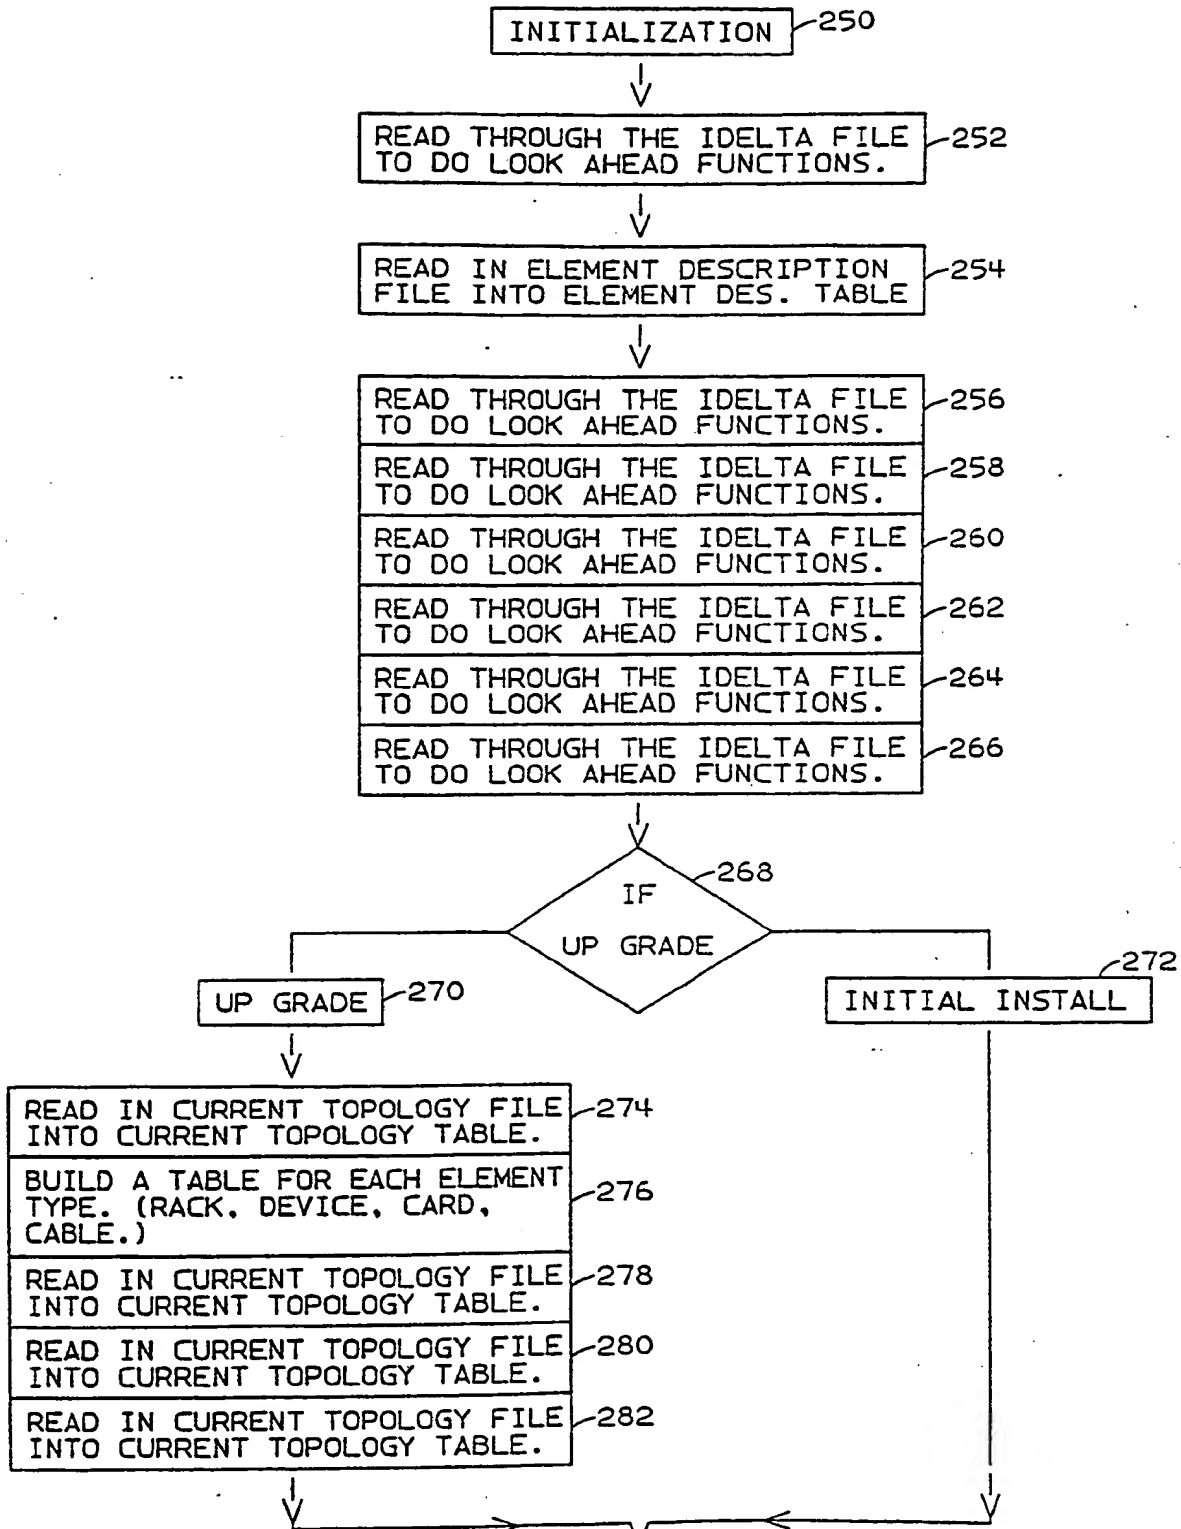 INITIALIZATION 250
READ THROUGH THE IDELTA FILE
TO DO LOOK AHEAD FUNCTIONS. 252
READ IN ELEMENT DESCRIPTION
FILE INTO ELEMENT DES. TABLE 254
READ THROUGH THE IDELTA FILE
TO DO LOOK AHEAD FUNCTIONS. 256
READ THROUGH THE IDELTA FILE
TO DO LOOK AHEAD FUNCTIONS. 258
READ THROUGH THE IDELTA FILE
TO DO LOOK AHEAD FUNCTIONS. 260
READ THROUGH THE IDELTA FILE
TO DO LOOK AHEAD FUNCTIONS. 262
READ THROUGH THE IDELTA FILE
TO DO LOOK AHEAD FUNCTIONS. 264
READ THROUGH THE IDELTA FILE
TO DO LOOK AHEAD FUNCTIONS. 266
IF 268
UP GRADE
UP GRADE 270
INITIAL INSTALL 272
READ IN CURRENT TOPOLOGY FILE
INTO CURRENT TOPOLOGY TABLE. 274
BUILD A TABLE FOR EACH ELEMENT
TYPE. (RACK, DEVICE, CARD, 276
CABLE.)
READ IN CURRENT TOPOLOGY FILE
INTO CURRENT TOPOLOGY TABLE. 278
READ IN CURRENT TOPOLOGY FILE
INTO CURRENT TOPOLOGY TABLE. 280
READ IN CURRENT TOPOLOGY FILE
INTO CURRENT TOPOLOGY TABLE. 282